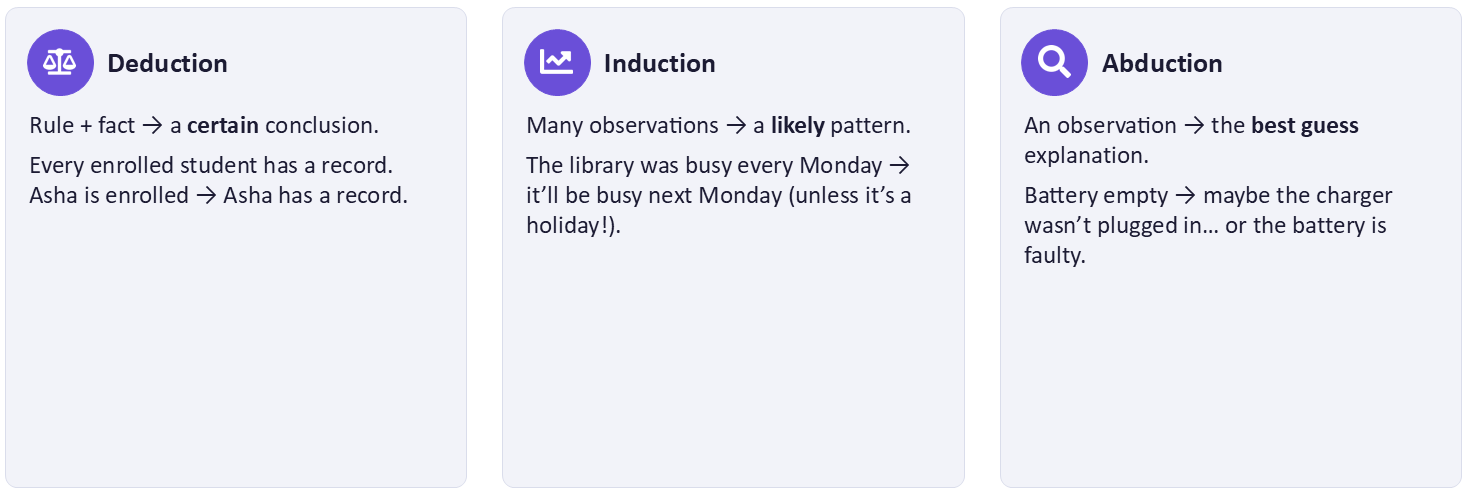 Deduction
Rule + fact → a certain conclusion.
Every enrolled student has a record.
Asha is enrolled → Asha has a record.
Induction
Many observations → a likely pattern.
The library was busy every Monday →
it’ll be busy next Monday (unless it’s a
holiday!).
Abduction
An observation → the best guess
explanation.
Battery empty → maybe the charger
wasn’t plugged in… or the battery is
faulty.